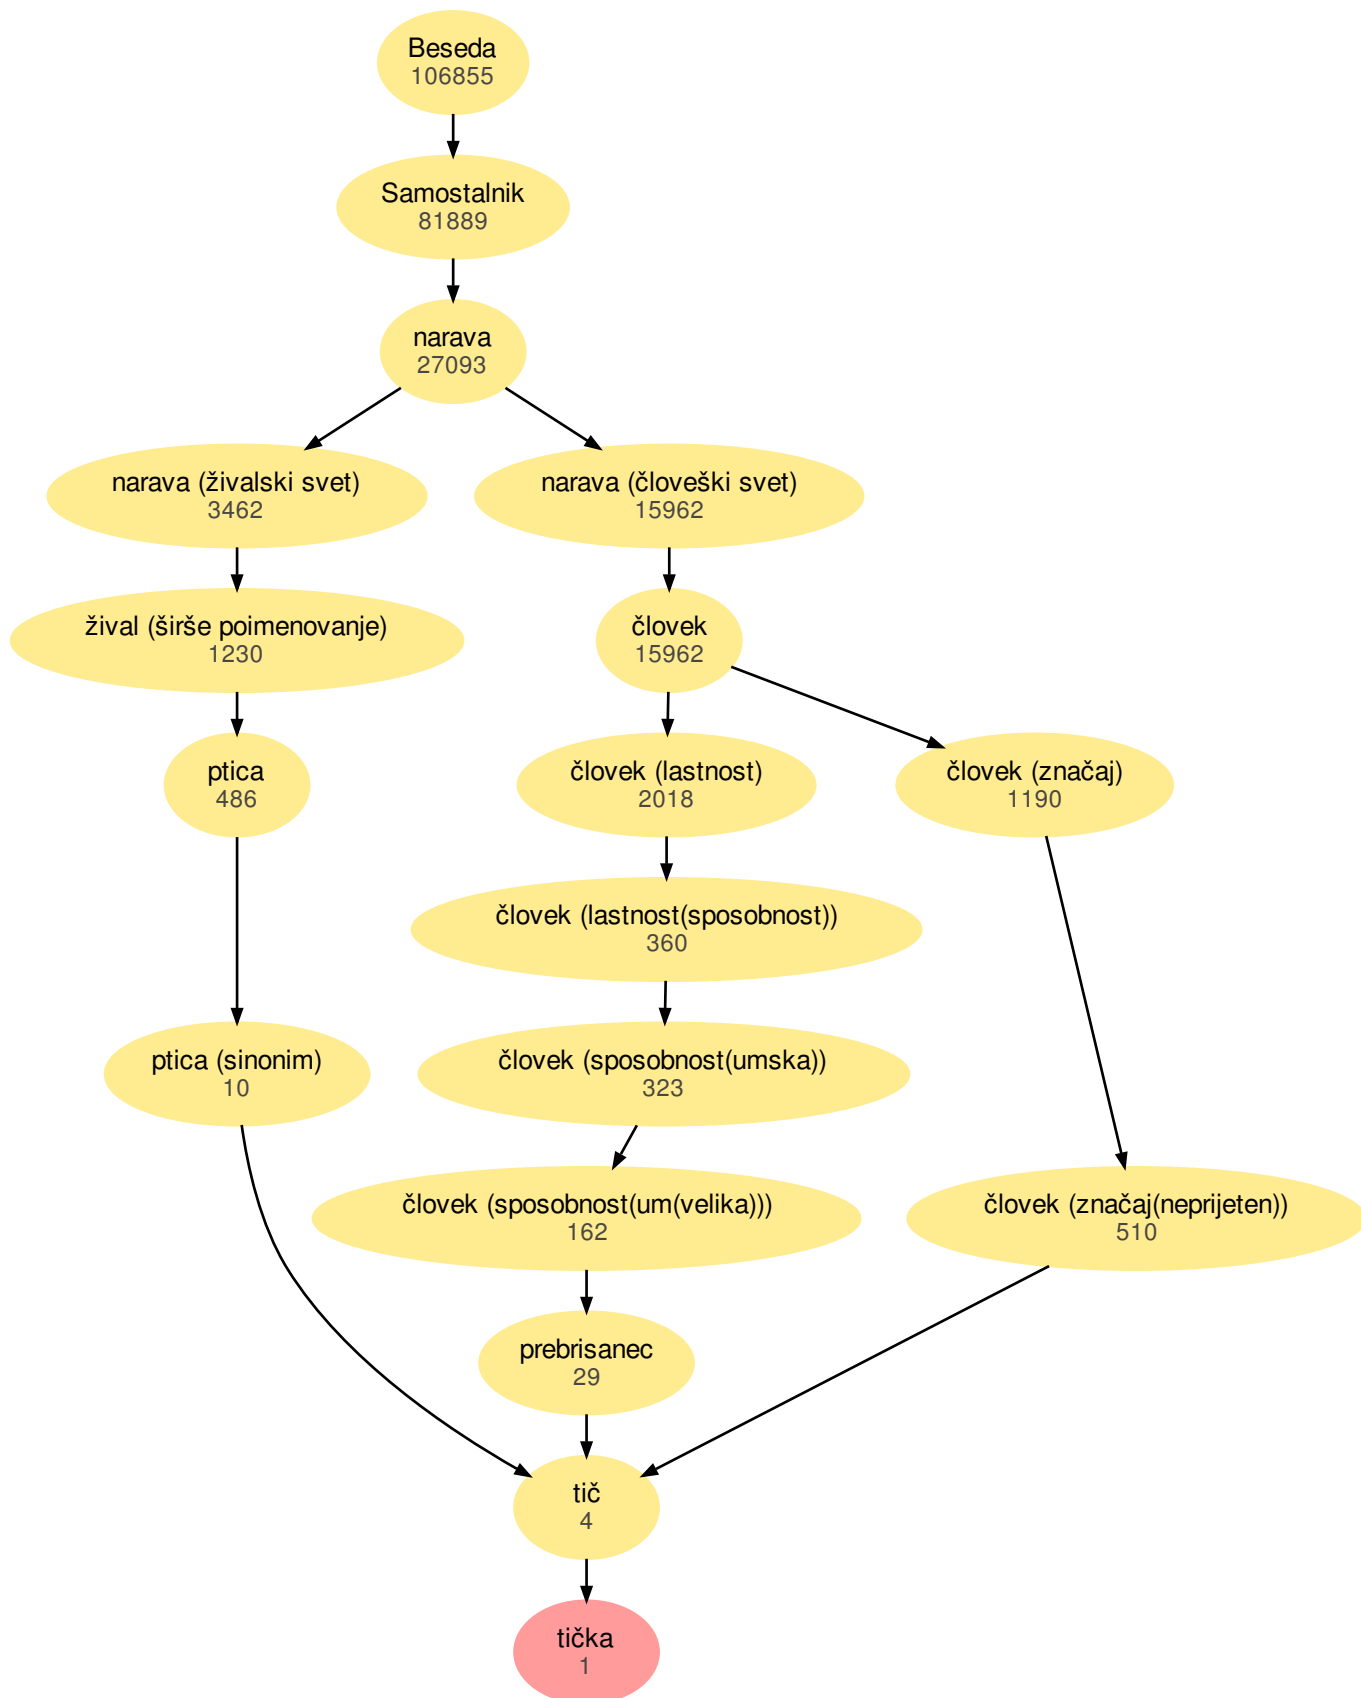 Beseda
106855
Samostalnik
81889
narava
27093
narava (živalski svet)
3462
narava (človeški svet)
15962
žival (širše poimenovanje)
1230
človek
15962
ptica
486
človek (lastnost)
2018
človek (značaj)
1190
človek (lastnost(sposobnost))
360
ptica (sinonim)
10
človek (sposobnost(umska))
323
človek (sposobnost(um(velika)))
162
človek (značaj(neprijeten))
510
prebrisanec
29
tič
4
tička
1